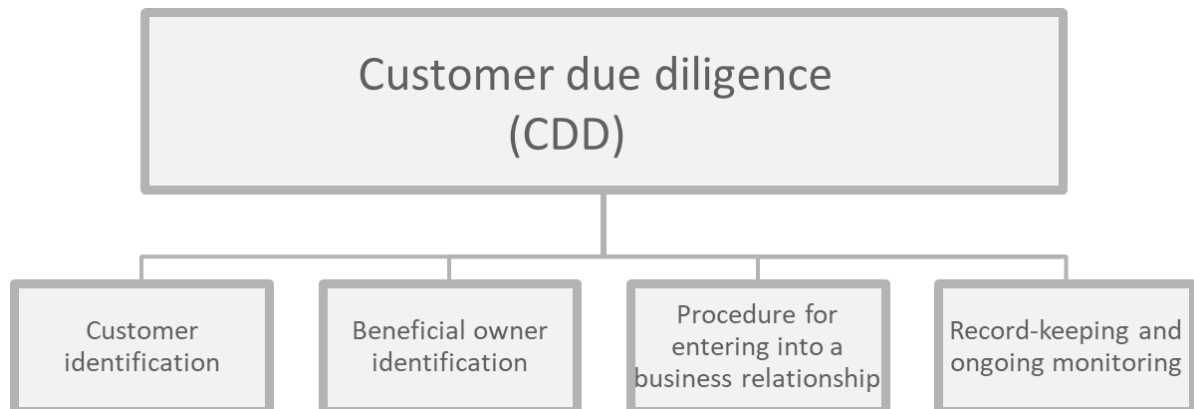 Customer due diligence
(CDD)
Customer
identification
Beneficial owner
identification
Procedure for
entering into a
business relationship
Record-keeping and
ongoing monitoring